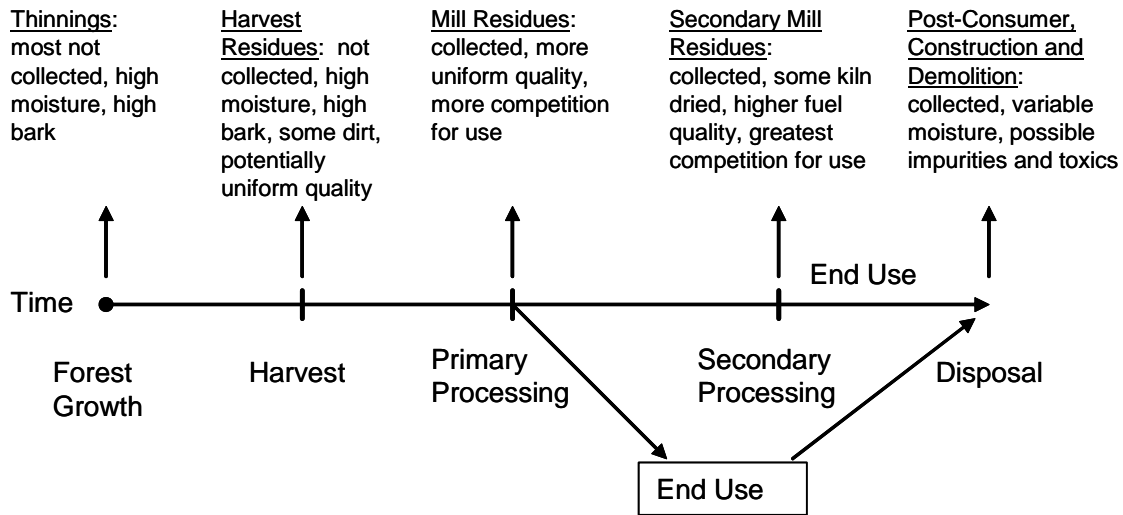 Thinnings:
most not
collected, high
moisture, high
bark
Harvest
Residues: not
collected, high
moisture, high
bark, some dirt,
potentially
uniform quality
Mill Residues:
collected, more
uniform quality,
more competition
for use
Secondary Mill
Residues:
collected, some kiln
dried, higher fuel
quality, greatest
competition for use
Post-Consumer,
Construction and
Demolition:
collected, variable
moisture, possible
impurities and toxics
End Use
Time
Forest
Growth
Harvest
Primary
Processing
Secondary
Processing
Disposal
End Use